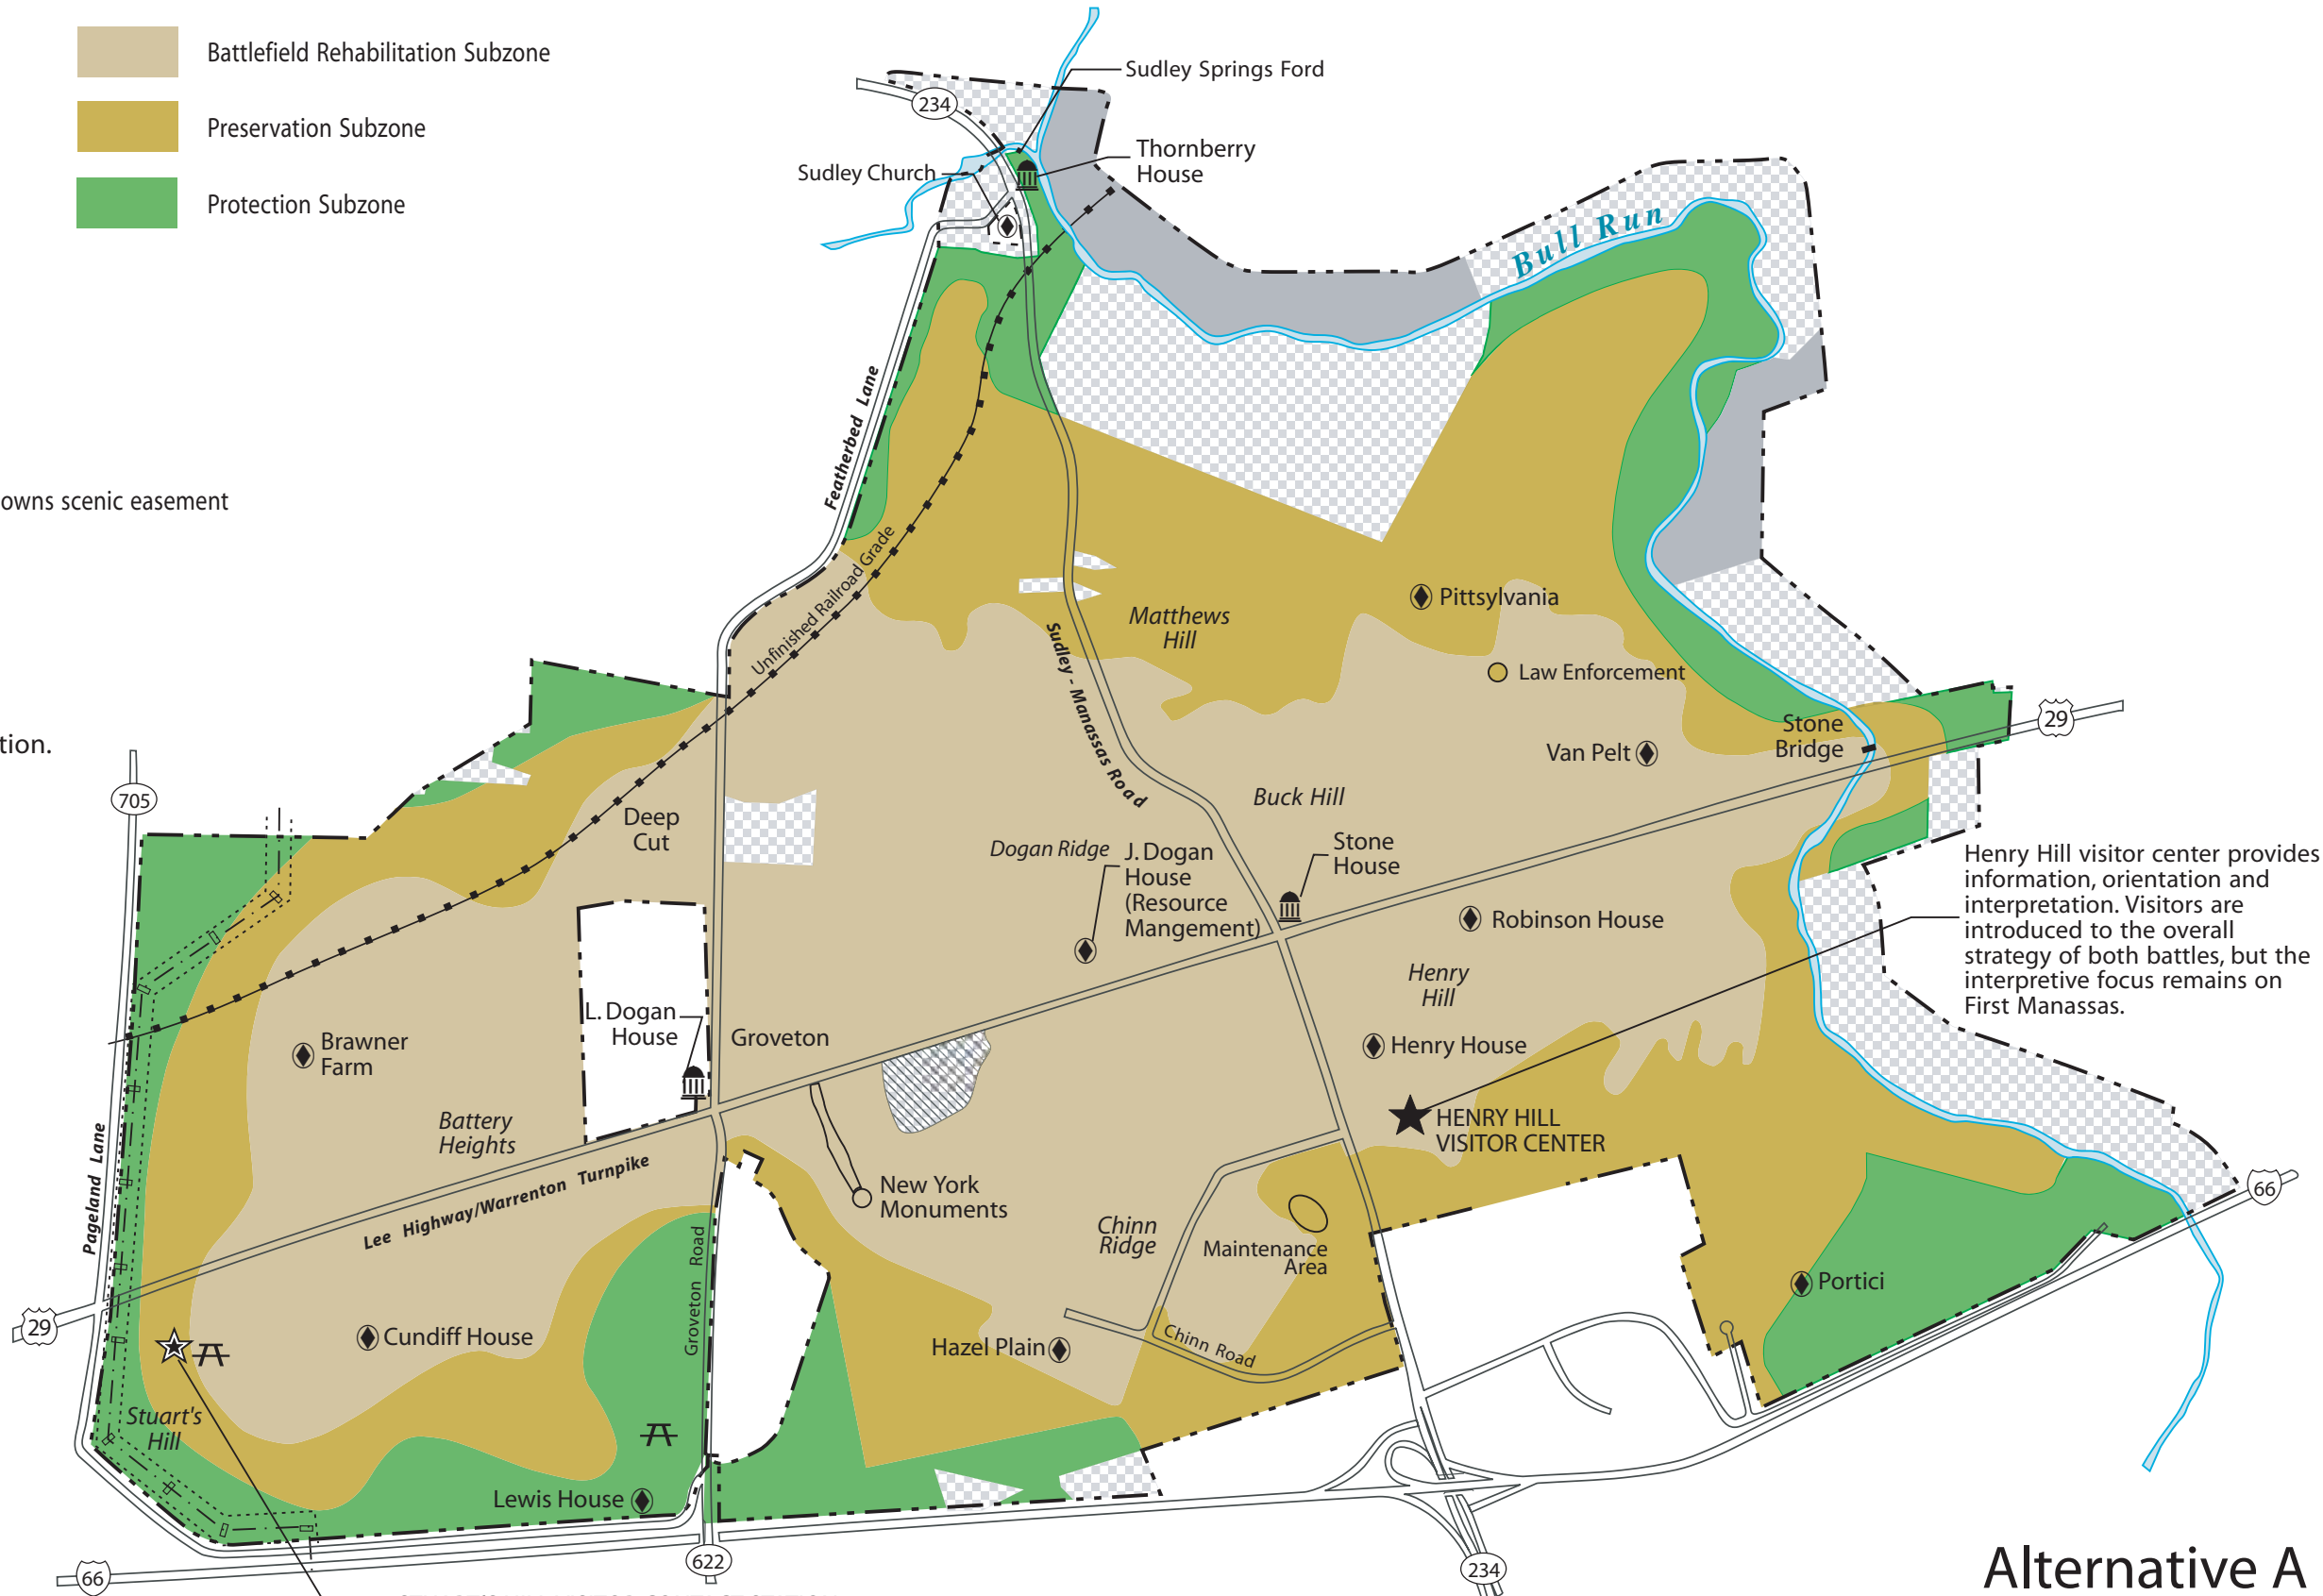 Battlefield Rehabilitation Subzone
Preservation Subzone
Protection Subzone
owns scenic easement
tion.
Sudley Springs Ford
234
Thornberry
House
Sudley Church
Bull Run
Featherbed Lane
Unfinished Railroad Grade
Matthews
Hill
Pittsylvania
Law Enforcement
Sudley - Manassas Road
Van Pelt
Stone
Bridge
29
705
Deep
Cut
Buck Hill
Dogan Ridge
J. Dogan
House
(Resource
Mangement)
Stone
House
Robinson House
Henry
Hill
Henry House
Henry Hill visitor center provides
information, orientation and
interpretation. Visitors are
introduced to the overall
strategy of both battles, but the
interpretive focus remains on
First Manassas.
L. Dogan
House
Groveton
Brawner
Farm
Battery
Heights
HENRY HILL
VISITOR CENTER
Pageland Lane
Lee Highway/Warrenton Turnpike
New York
Monuments
Chinn
Ridge
Maintenance
Area
66
Groveton Road
Portici
29
Cundiff House
Hazel Plain
Chinn Road
Stuart's
Hill
Lewis House
66
622
234
Alternative A